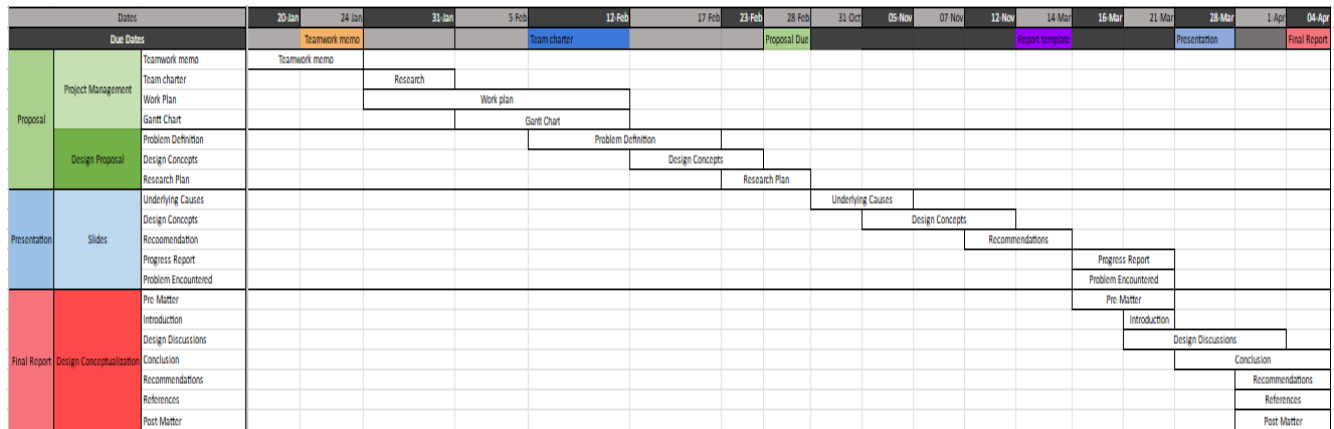 Dates 20-Jan 24 Jan 31-Jan 5 Feb 12-Feb 17 Feb 23-Feb 28 Feb 31 Oct 05-Nov 07 Nov 12-Nov 14 Mar 16-Mar 21 Mar 28-Mar 1-Apr 04-Apr
Due Dates Teamwork memo Team charter Proposal Due Report template Presentation Final Report
Proposal Project Management Teamwork memo Teamwork memo
Team charter Research
Work Plan Work plan
Gantt Chart Gantt Chart
Design Proposal Problem Definition Problem Definition
Design Concepts Design Concepts
Research Plan Research Plan
Presentation Slides Underlying Causes Underlying Causes
Design Concepts Design Concepts
Recoomendation Recommendations
Progress Report Progress Report
Problem Encountered Problem Encountered
Final Report Design Conceptualization Pre-Matter Pre-Matter
Introduction Introduction
Design Discussions Design Discussions
Conclusion Conclusion
Recommendations Recommendations
References References
Post Matter Post Matter